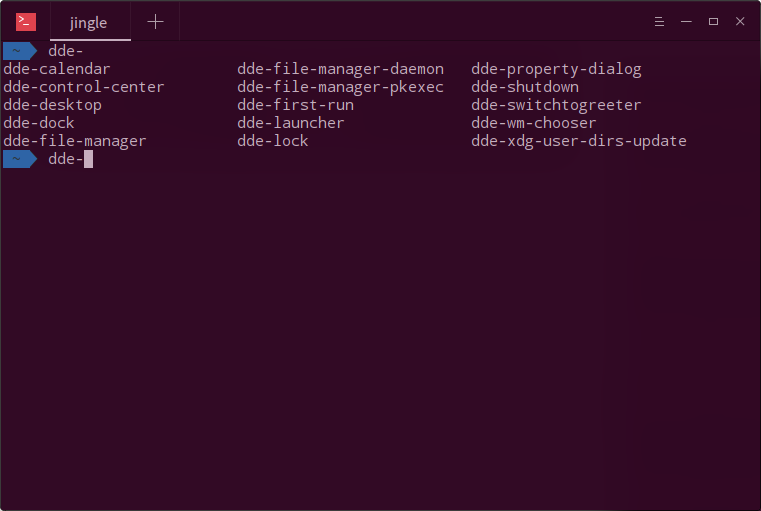 jingle
~ dde-
dde-calendar dde-file-manager-daemon dde-property-dialog
dde-control-center dde-file-manager-pkexec dde-shutdown
dde-desktop dde-first-run dde-switchtogreeter
dde-dock dde-launcher dde-wm-chooser
dde-file-manager dde-lock dde-xdg-user-dirs-update
~ dde-